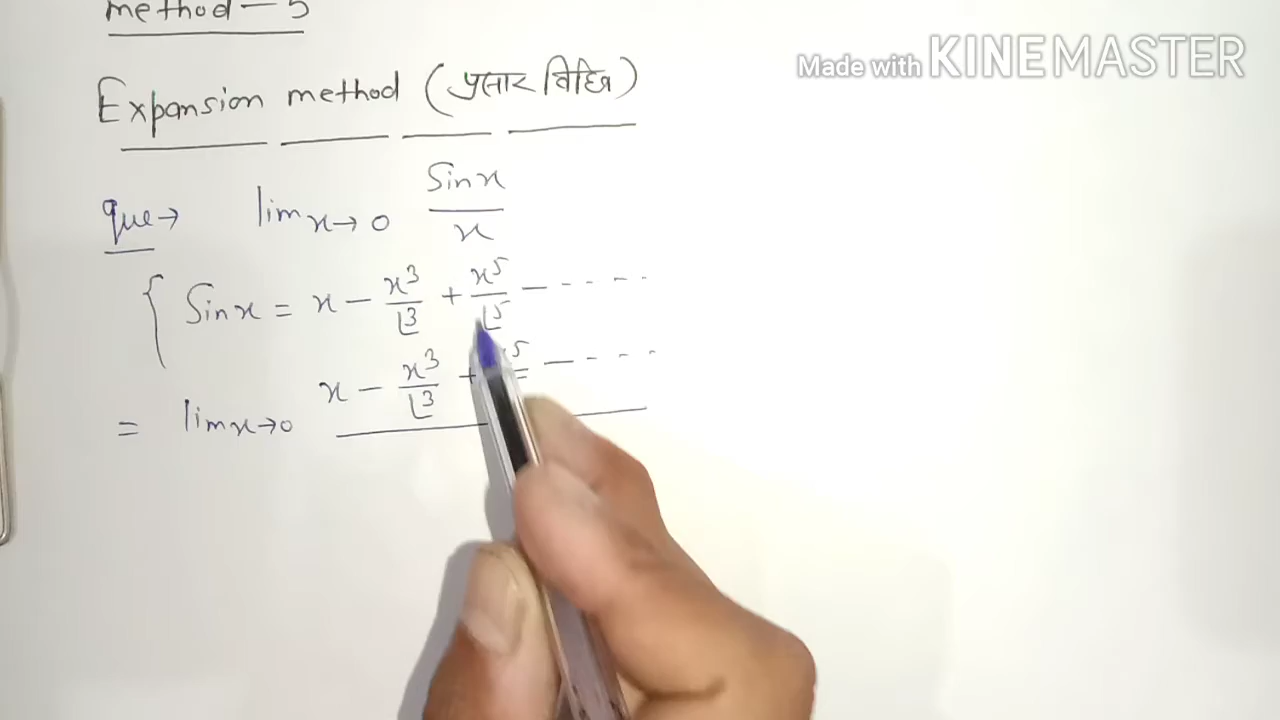 method - 5
Made with KINEMASTER
Expansion method (प्रसार विधि)
que → lim x→0 Sinx/x
{ Sinx = x - x³/⌊3 + x⁵/⌊5 - - - - -
= lim x→0 x - x³/⌊3 + 5 - - - -